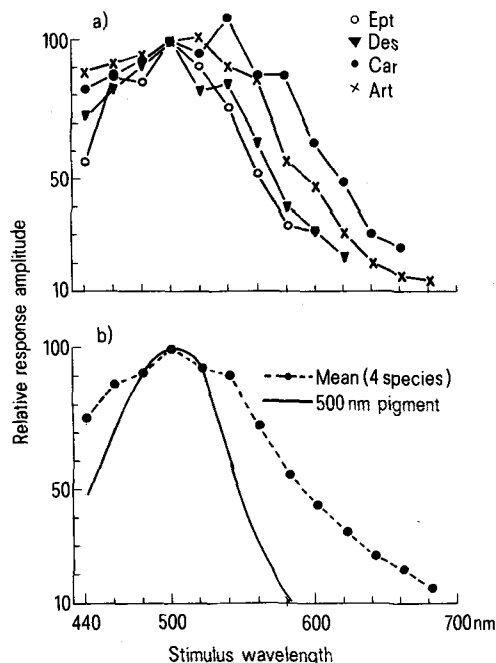 a)
100
50
10
Ept
Des
Car
Art
Relative response amplitude
b)
100
50
10
Mean (4 species)
500 nm pigment
440 500 600 700 nm
Stimulus wavelength